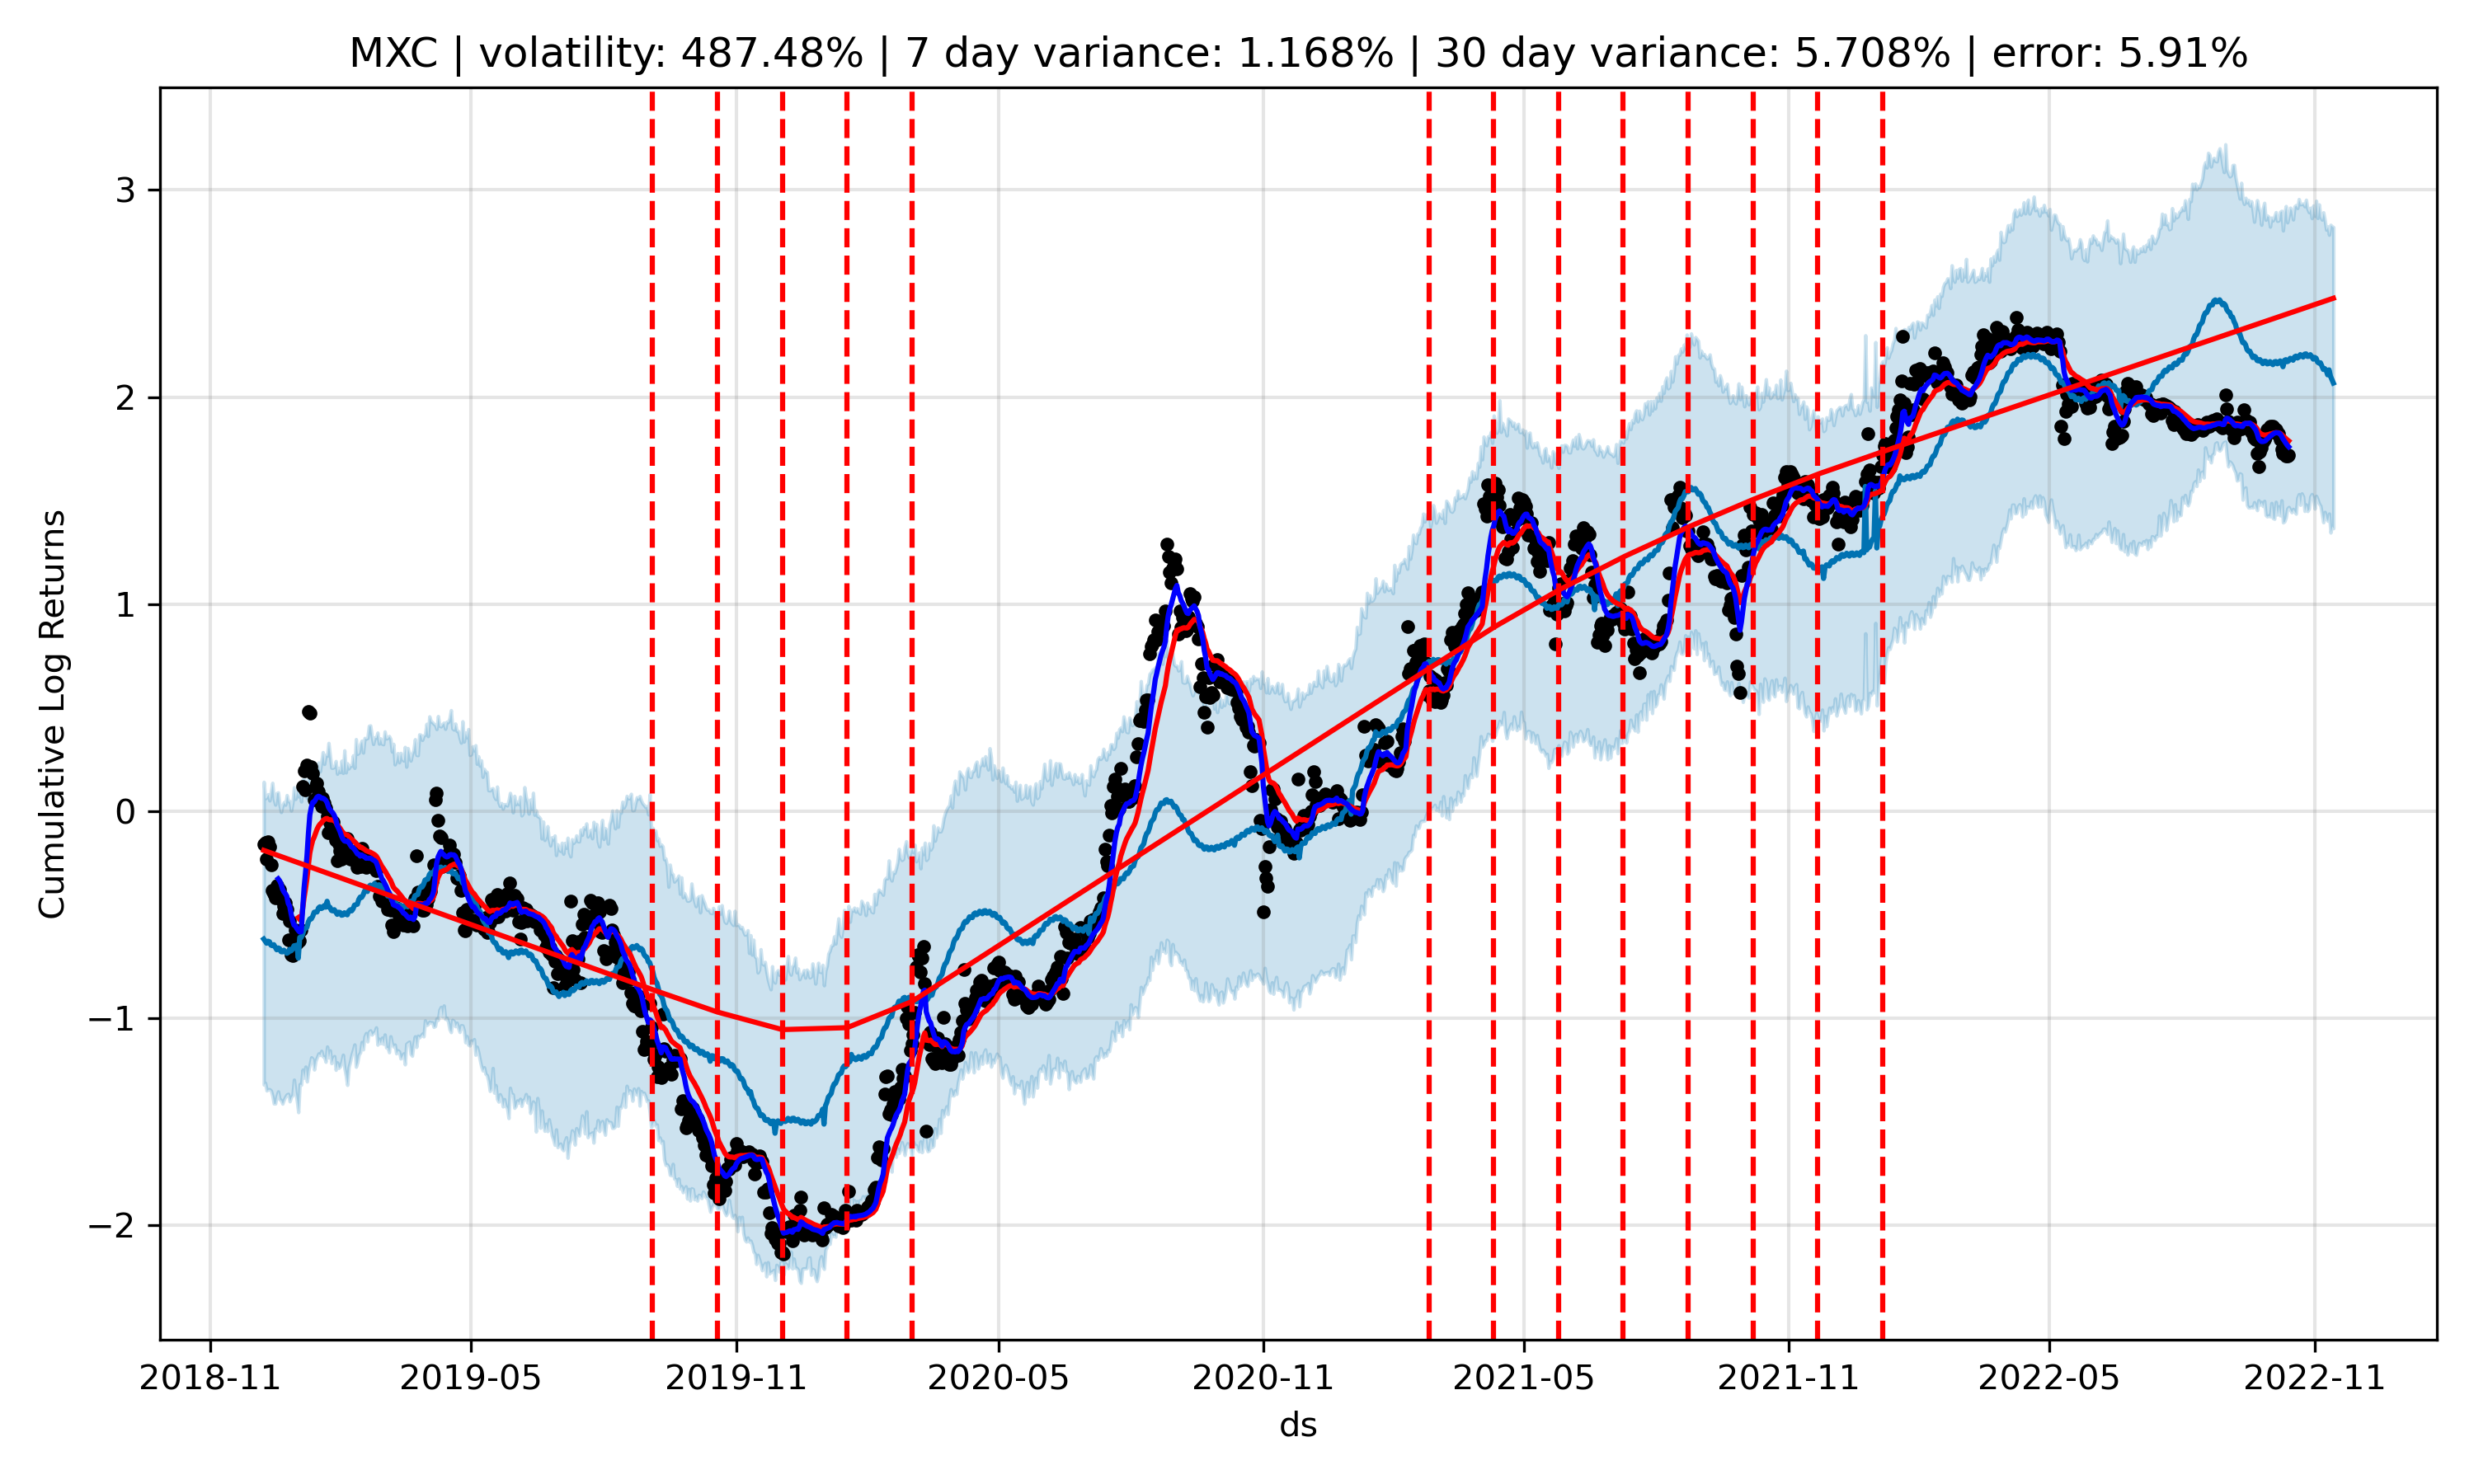 MXC | volatility: 487.48% | 7 day variance: 1.168% | 30 day variance: 5.708% | error: 5.91%
Cumulative Log Returns
3
2
1
0
−1
−2
2018-11 2019-05 2019-11 2020-05 2020-11 2021-05 2021-11 2022-05 2022-11
ds